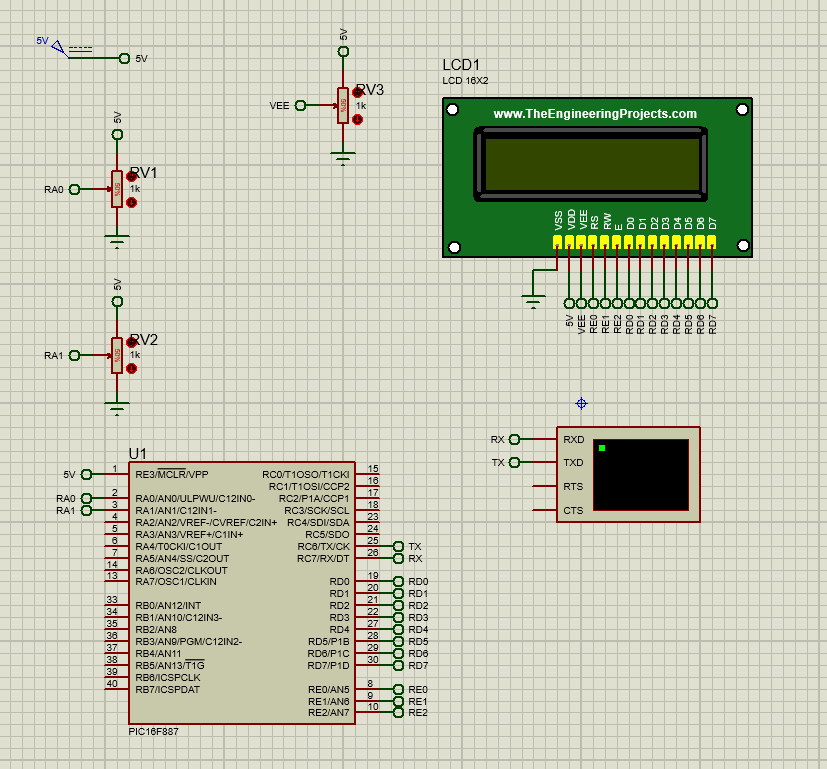 5V
5V
5V
RV3
VEE
1k
50%
LCD1
LCD 16X2
www.TheEngineeringProjects.com
VSS
VDD
VEE
RS
RW
E
D0
D1
D2
D3
D4
D5
D6
D7
5V
VEE
RE0
RE1
RE2
RD0
RD1
RD2
RD3
RD4
RD5
RD6
RD7
5V
RV1
RA0
1k
50%
5V
RV2
RA1
1k
50%
RX
RXD
TX
TXD
RTS
CTS
U1
5V 1 RE3/MCLR/VPP
RA0 2 RA0/AN0/ULPWU/C12IN0-
RA1 3 RA1/AN1/C12IN1-
4 RA2/AN2/VREF-/CVREF/C2IN+
5 RA3/AN3/VREF+/C1IN+
6 RA4/T0CKI/C1OUT
7 RA5/AN4/SS/C2OUT
14 RA6/OSC2/CLKOUT
13 RA7/OSC1/CLKIN
33 RB0/AN12/INT
34 RB1/AN10/C12IN3-
35 RB2/AN8
36 RB3/AN9/PGM/C12IN2-
37 RB4/AN11
38 RB5/AN13/T1G
39 RB6/ICSPCLK
40 RB7/ICSPDAT
RC0/T1OSO/T1CKI 15
RC1/T1OSI/CCP2 16
RC2/P1A/CCP1 17
RC3/SCK/SCL 18
RC4/SDI/SDA 23
RC5/SDO 24
RC6/TX/CK 25 TX
RC7/RX/DT 26 RX
RD0 19 RD0
RD1 20 RD1
RD2 21 RD2
RD3 22 RD3
RD4 27 RD4
RD5/P1B 28 RD5
RD6/P1C 29 RD6
RD7/P1D 30 RD7
RE0/AN5 8 RE0
RE1/AN6 9 RE1
RE2/AN7 10 RE2
PIC16F887